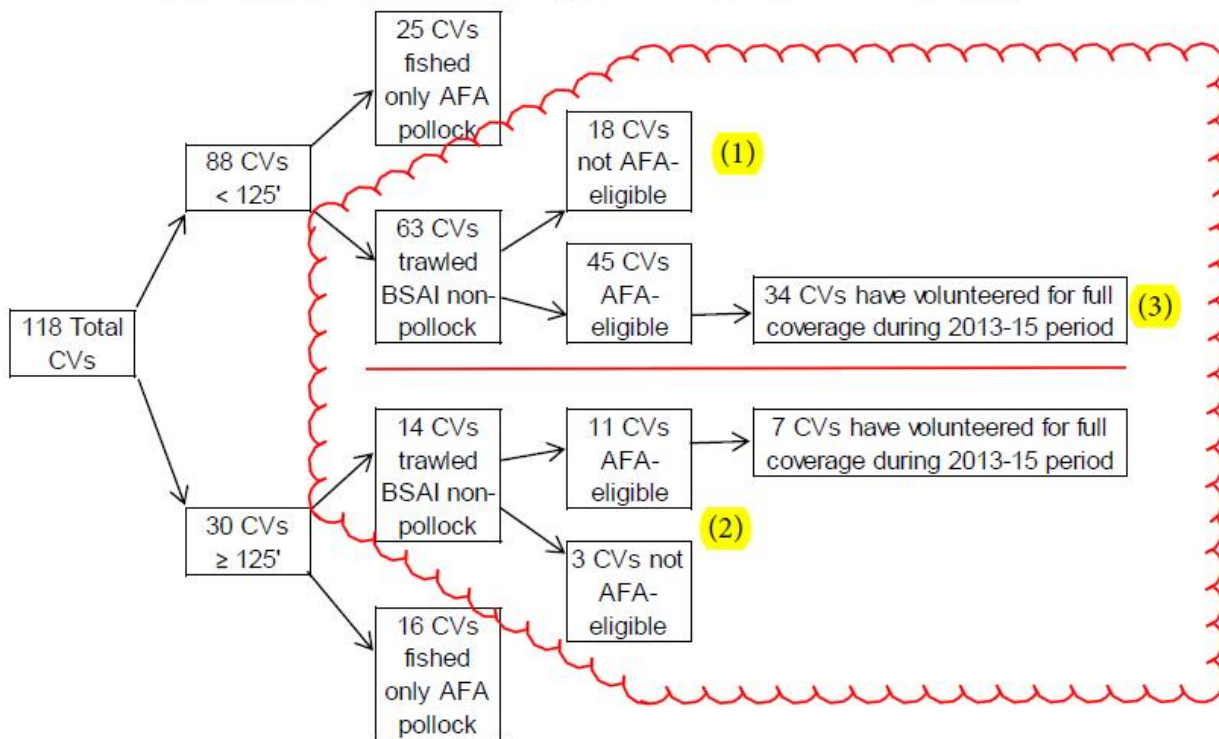 25 CVs
fished
only AFA
pollock
88 CVs
< 125'
18 CVs
not AFA-
eligible
(1)
63 CVs
trawled
BSAI non-
pollock
45 CVs
AFA-
eligible
34 CVs have volunteered for full
coverage during 2013-15 period
(3)
118 Total
CVs
14 CVs
trawled
BSAI non-
pollock
11 CVs
AFA-
eligible
7 CVs have volunteered for full
coverage during 2013-15 period
30 CVs
≥ 125'
(2)
3 CVs not
AFA-
eligible
16 CVs
fished
only AFA
pollock